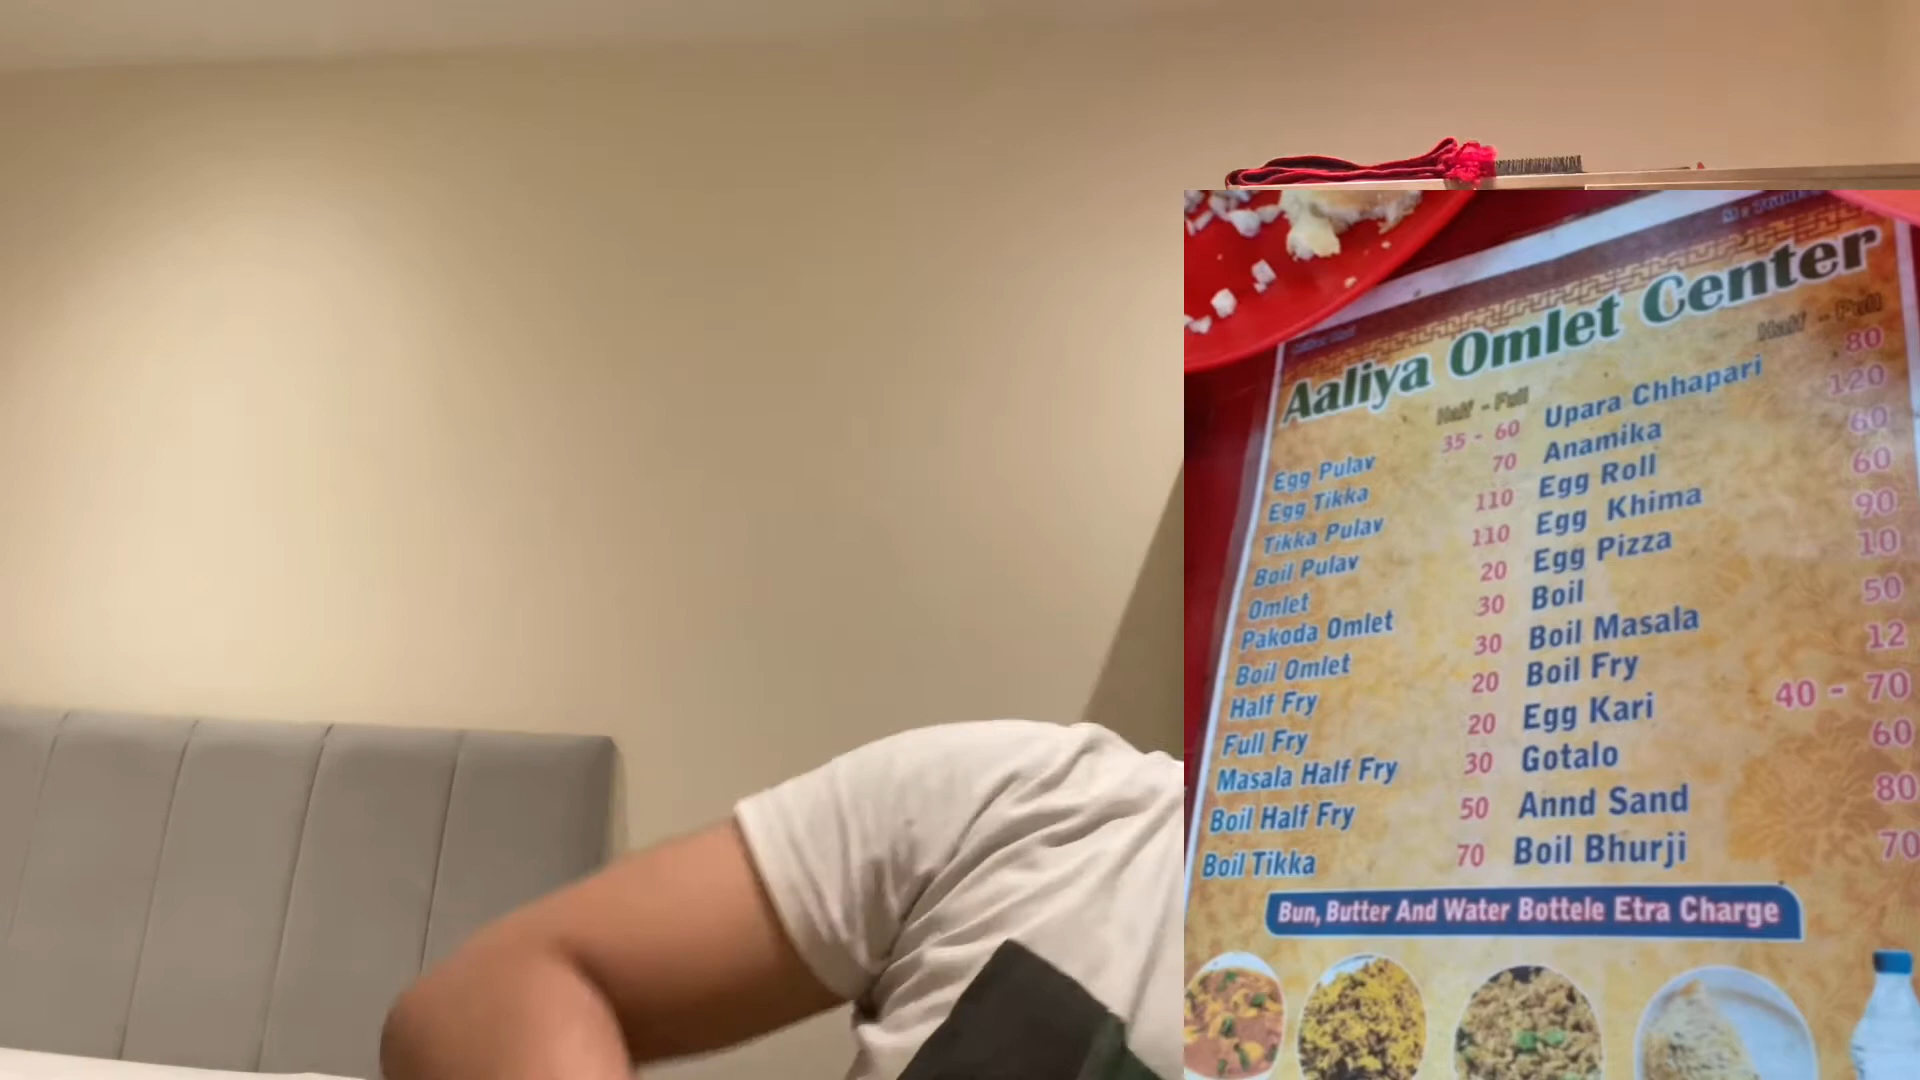 Aaliya Omlet Center
Half - Full
Egg Pulav 35 - 60
Egg Tikka 70
Tikka Pulav 110
Boil Pulav 110
Omlet 20
Pakoda Omlet 30
Boil Omlet 30
Half Fry 20
Full Fry 20
Masala Half Fry 30
Boil Half Fry 50
Boil Tikka 70
Half - Full
Upara Chhapari 80
Anamika 120
Egg Roll 60
Egg Khima 60
Egg Pizza 90
Boil 10
Boil Masala 50
Boil Fry 12
Egg Kari 40 - 70
Gotalo 60
Annd Sand 80
Boil Bhurji 70
Bun, Butter And Water Bottele Etra Charge